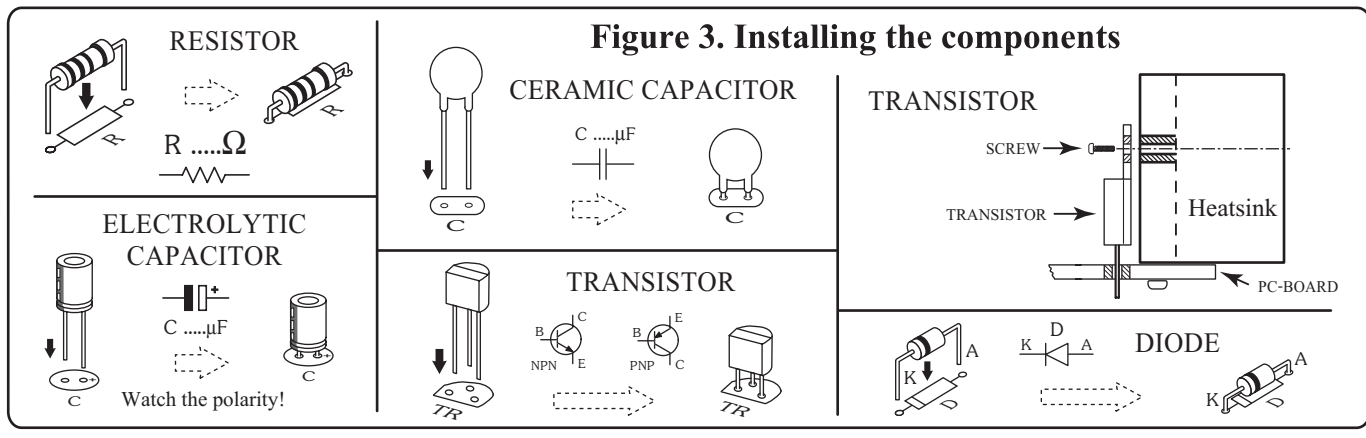 Figure 3. Installing the components
RESISTOR
R
R
R .....Ω
ELECTROLYTIC
CAPACITOR
+
C .....µF
+
C
+
C
Watch the polarity!
CERAMIC CAPACITOR
C .....µF
C
C
TRANSISTOR
B
C
E
NPN
B
E
C
PNP
TR
TR
TRANSISTOR
SCREW
TRANSISTOR
Heatsink
PC-BOARD
DIODE
A
K
D
D
K
A
A
K
D